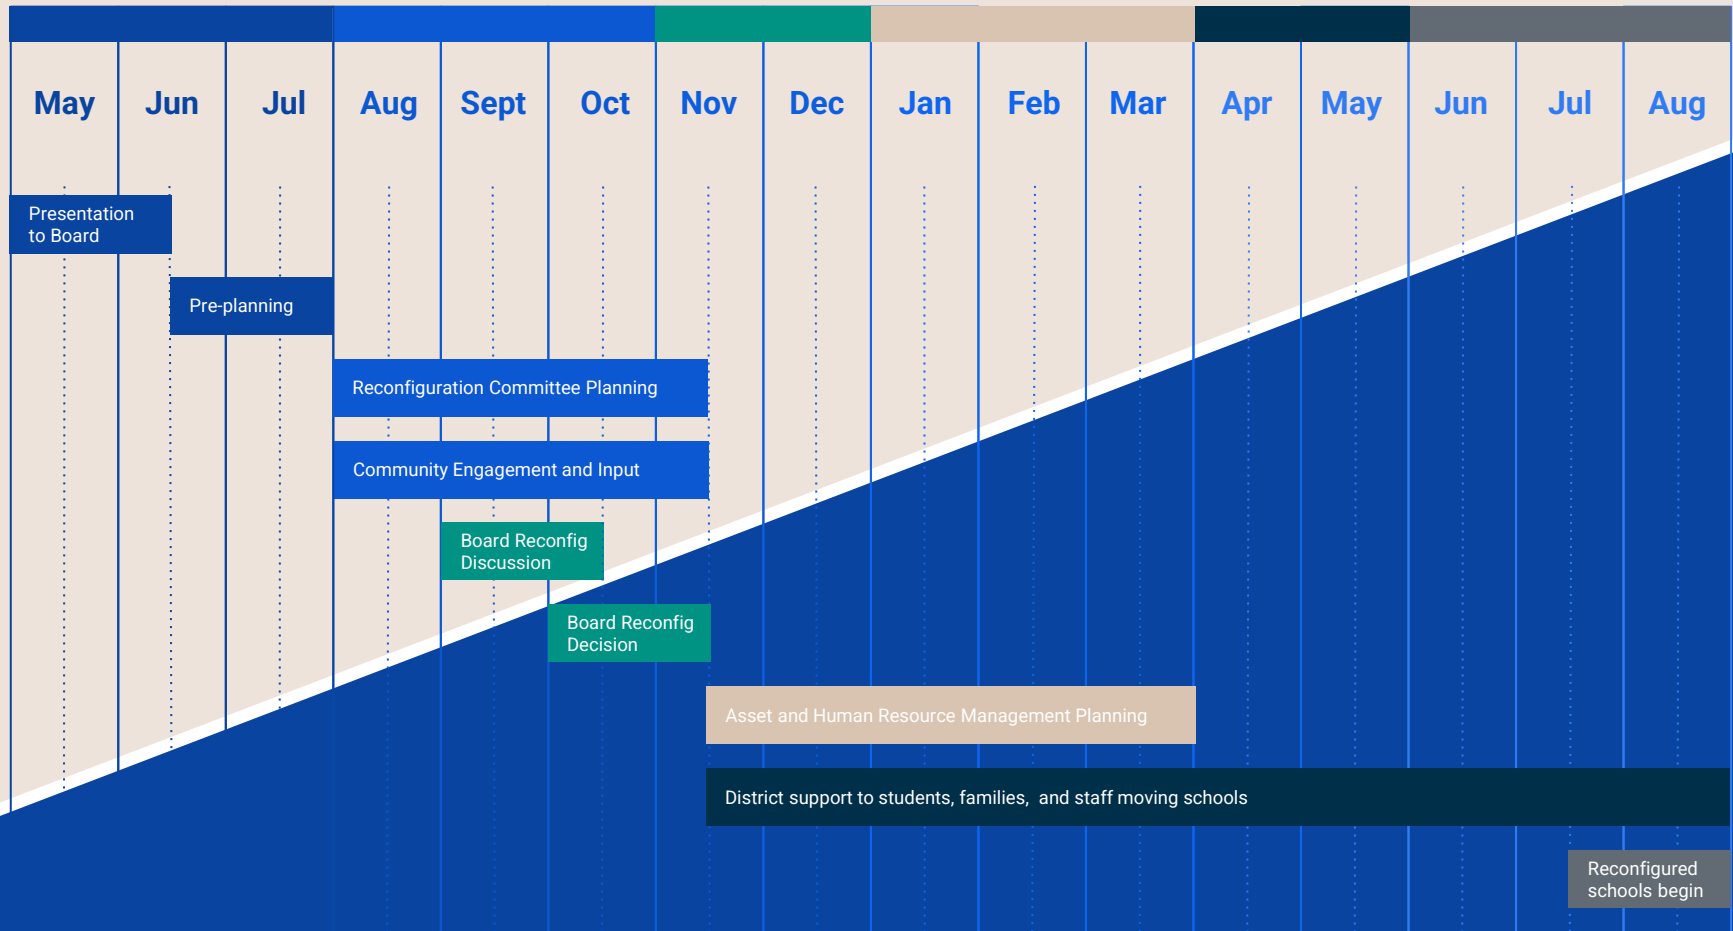 May Jun Jul Aug Sept Oct Nov Dec Jan Feb Mar Apr May Jun Jul Aug
Presentation
to Board
Pre-planning
Reconfiguration Committee Planning
Community Engagement and Input
Board Reconfig
Discussion
Board Reconfig
Decision
Asset and Human Resource Management Planning
District support to students, families,  and staff moving schools
Reconfigured
schools begin